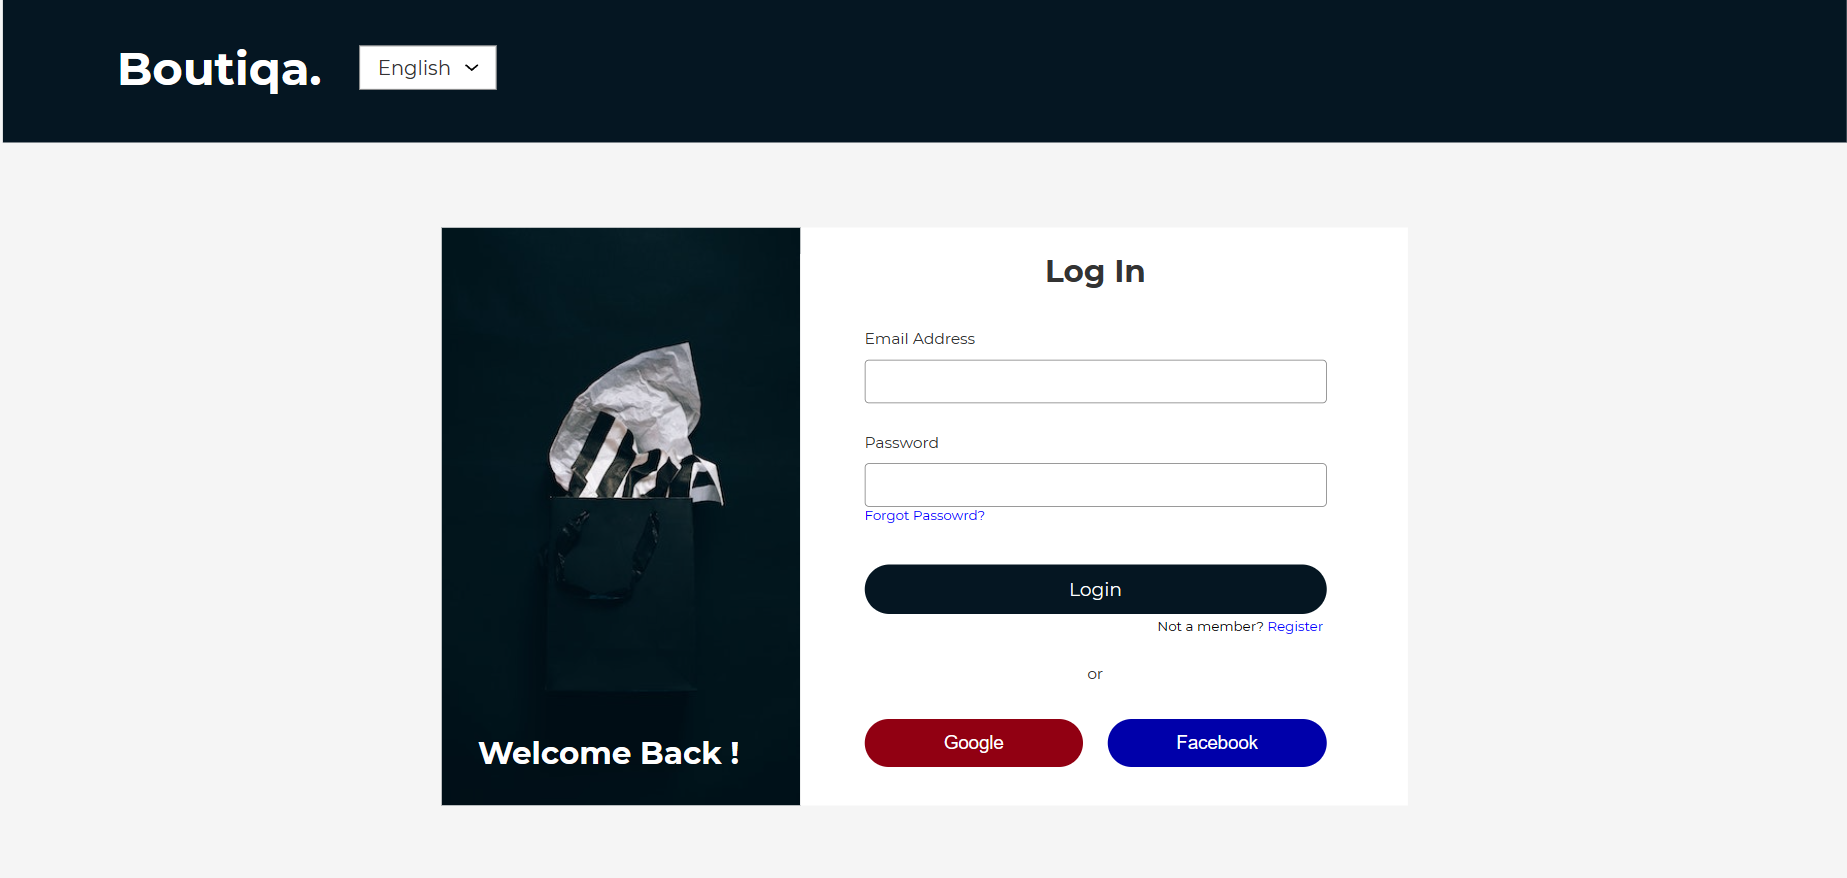 Boutiqa.
English
Log In
Email Address
Password
Forgot Passowrd?
Login
Not a member? Register
or
Google Facebook
Welcome Back !